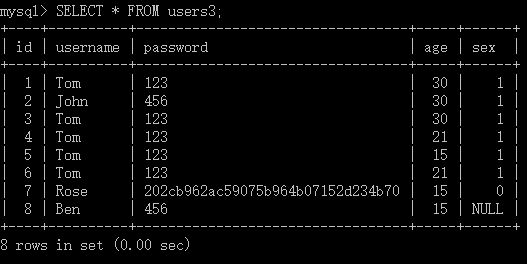 mysql> SELECT * FROM users3;
+----+----------+----------------------------------+-----+------+
| id | username | password                         | age | sex  |
+----+----------+----------------------------------+-----+------+
|  1 | Tom      | 123                              |  30 |    1 |
|  2 | John     | 456                              |  30 |    1 |
|  3 | Tom      | 123                              |  30 |    1 |
|  4 | Tom      | 123                              |  21 |    1 |
|  5 | Tom      | 123                              |  15 |    1 |
|  6 | Tom      | 123                              |  21 |    1 |
|  7 | Rose     | 202cb962ac59075b964b07152d234b70 |  15 |    0 |
|  8 | Ben      | 456                              |  15 | NULL |
+----+----------+----------------------------------+-----+------+
8 rows in set (0.00 sec)